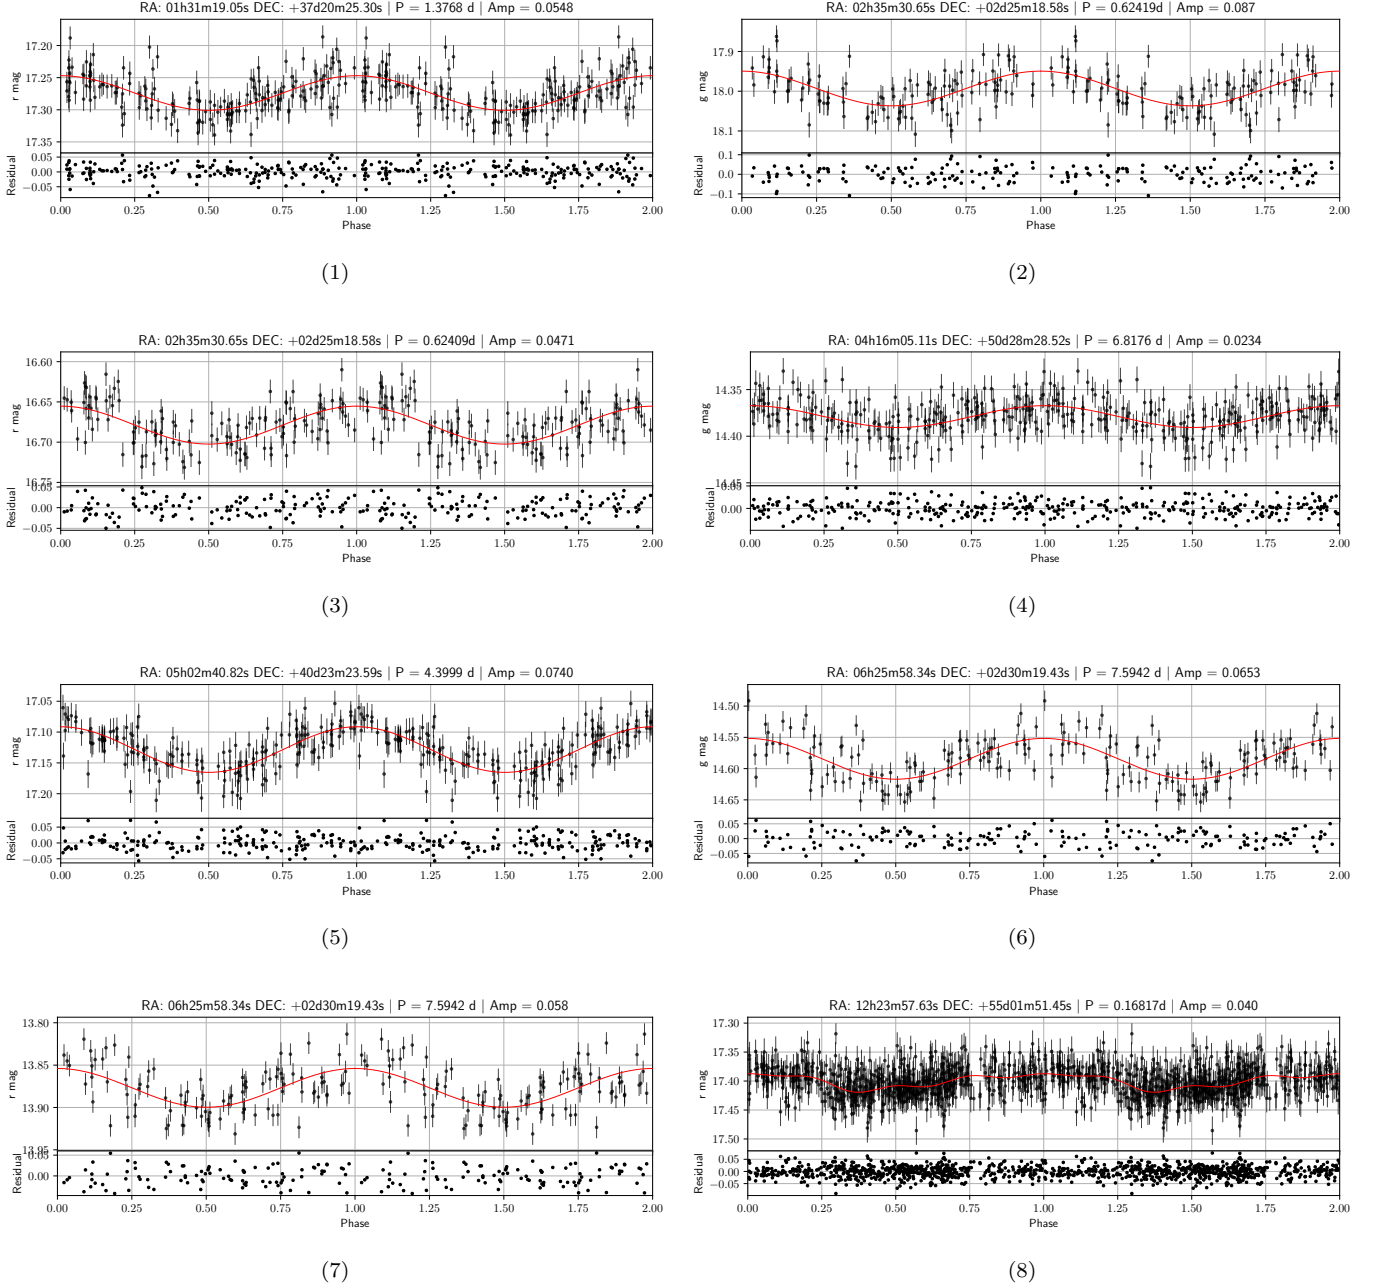 RA: 01h31m19.05s DEC: +37d20m25.30s | P = 1.3768 d | Amp = 0.0548
17.20
17.25
17.30
17.35
r mag
0.05
0.00
−0.05
Residual
0.00 0.25 0.50 0.75 1.00 1.25 1.50 1.75 2.00
Phase
(1)
RA: 02h35m30.65s DEC: +02d25m18.58s | P = 0.62419d | Amp = 0.087
17.9
18.0
18.1
g mag
0.1
0.0
−0.1
Residual
0.00 0.25 0.50 0.75 1.00 1.25 1.50 1.75 2.00
Phase
(2)
RA: 02h35m30.65s DEC: +02d25m18.58s | P = 0.62409d | Amp = 0.0471
16.60
16.65
16.70
16.75
r mag
0.05
0.00
−0.05
Residual
0.00 0.25 0.50 0.75 1.00 1.25 1.50 1.75 2.00
Phase
(3)
RA: 04h16m05.11s DEC: +50d28m28.52s | P = 6.8176 d | Amp = 0.0234
14.35
14.40
14.45
g mag
0.05
0.00
Residual
0.00 0.25 0.50 0.75 1.00 1.25 1.50 1.75 2.00
Phase
(4)
RA: 05h02m40.82s DEC: +40d23m23.59s | P = 4.3999 d | Amp = 0.0740
17.05
17.10
17.15
17.20
r mag
0.05
0.00
−0.05
Residual
0.00 0.25 0.50 0.75 1.00 1.25 1.50 1.75 2.00
Phase
(5)
RA: 06h25m58.34s DEC: +02d30m19.43s | P = 7.5942 d | Amp = 0.0653
14.50
14.55
14.60
14.65
g mag
0.05
0.00
−0.05
Residual
0.00 0.25 0.50 0.75 1.00 1.25 1.50 1.75 2.00
Phase
(6)
RA: 06h25m58.34s DEC: +02d30m19.43s | P = 7.5942 d | Amp = 0.058
13.80
13.85
13.90
13.95
r mag
0.05
0.00
Residual
0.00 0.25 0.50 0.75 1.00 1.25 1.50 1.75 2.00
Phase
(7)
RA: 12h23m57.63s DEC: +55d01m51.45s | P = 0.16817d | Amp = 0.040
17.30
17.35
17.40
17.45
17.50
r mag
0.05
0.00
−0.05
Residual
0.00 0.25 0.50 0.75 1.00 1.25 1.50 1.75 2.00
Phase
(8)